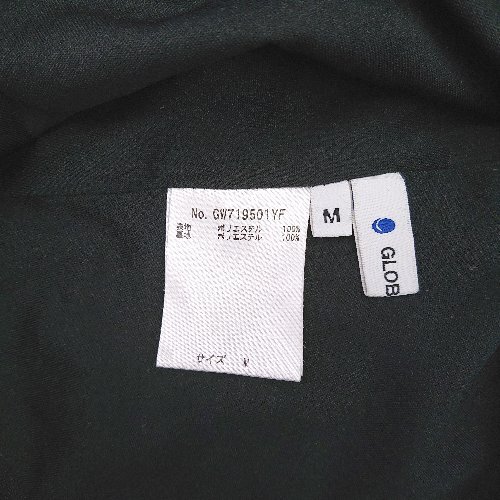 No. GW719501YF
表地 ポリエステル 100%
裏地 ポリエステル 100%
サイズ M
M
GLOB